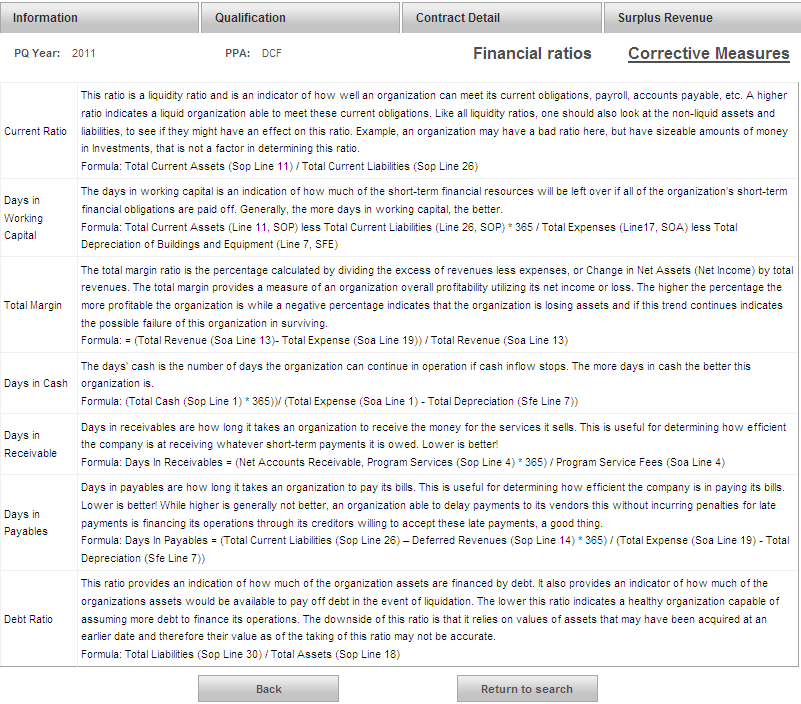 Information Qualification Contract Detail Surplus Revenue
PQ Year: 2011 PPA: DCF Financial ratios Corrective Measures
Current Ratio
This ratio is a liquidity ratio and is an indicator of how well an organization can meet its current obligations, payroll, accounts payable, etc. A higher
ratio indicates a liquid organization able to meet these current obligations. Like all liquidity ratios, one should also look at the non-liquid assets and
liabilities, to see if they might have an effect on this ratio. Example, an organization may have a bad ratio here, but have sizeable amounts of money
in Investments, that is not a factor in determining this ratio.
Formula: Total Current Assets (Sop Line 11) / Total Current Liabilities (Sop Line 26)
Days in
Working
Capital
The days in working capital is an indication of how much of the short-term financial resources will be left over if all of the organization's short-term
financial obligations are paid off. Generally, the more days in working capital, the better.
Formula: Total Current Assets (Line 11, SOP) less Total Current Liabilities (Line 26, SOP) * 365 / Total Expenses (Line17, SOA) less Total
Depreciation of Buildings and Equipment (Line 7, SFE)
Total Margin
The total margin ratio is the percentage calculated by dividing the excess of revenues less expenses, or Change in Net Assets (Net Income) by total
revenues. The total margin provides a measure of an organization overall profitability utilizing its net income or loss. The higher the percentage the
more profitable the organization is while a negative percentage indicates that the organization is losing assets and if this trend continues indicates
the possible failure of this organization in surviving.
Formula: = (Total Revenue (Soa Line 13)- Total Expense (Soa Line 19)) / Total Revenue (Soa Line 13)
Days in Cash
The days' cash is the number of days the organization can continue in operation if cash inflow stops. The more days in cash the better this
organization is.
Formula: (Total Cash (Sop Line 1) * 365))/ (Total Expense (Soa Line 1) - Total Depreciation (Sfe Line 7))
Days in
Receivable
Days in receivables are how long it takes an organization to receive the money for the services it sells. This is useful for determining how efficient
the company is at receiving whatever short-term payments it is owed. Lower is better!
Formula: Days In Receivables = (Net Accounts Receivable, Program Services (Sop Line 4) * 365) / Program Service Fees (Soa Line 4)
Days in
Payables
Days in payables are how long it takes an organization to pay its bills. This is useful for determining how efficient the company is in paying its bills.
Lower is better! While higher is generally not better, an organization able to delay payments to its vendors this without incurring penalties for late
payments is financing its operations through its creditors willing to accept these late payments, a good thing.
Formula: Days In Payables = (Total Current Liabilities (Sop Line 26) – Deferred Revenues (Sop Line 14) * 365) / (Total Expense (Soa Line 19) - Total
Depreciation (Sfe Line 7))
Debt Ratio
This ratio provides an indication of how much of the organization assets are financed by debt. It also provides an indicator of how much of the
organizations assets would be available to pay off debt in the event of liquidation. The lower this ratio indicates a healthy organization capable of
assuming more debt to finance its operations. The downside of this ratio is that it relies on values of assets that may have been acquired at an
earlier date and therefore their value as of the taking of this ratio may not be accurate.
Formula: Total Liabilities (Sop Line 30) / Total Assets (Sop Line 18)
Back Return to search